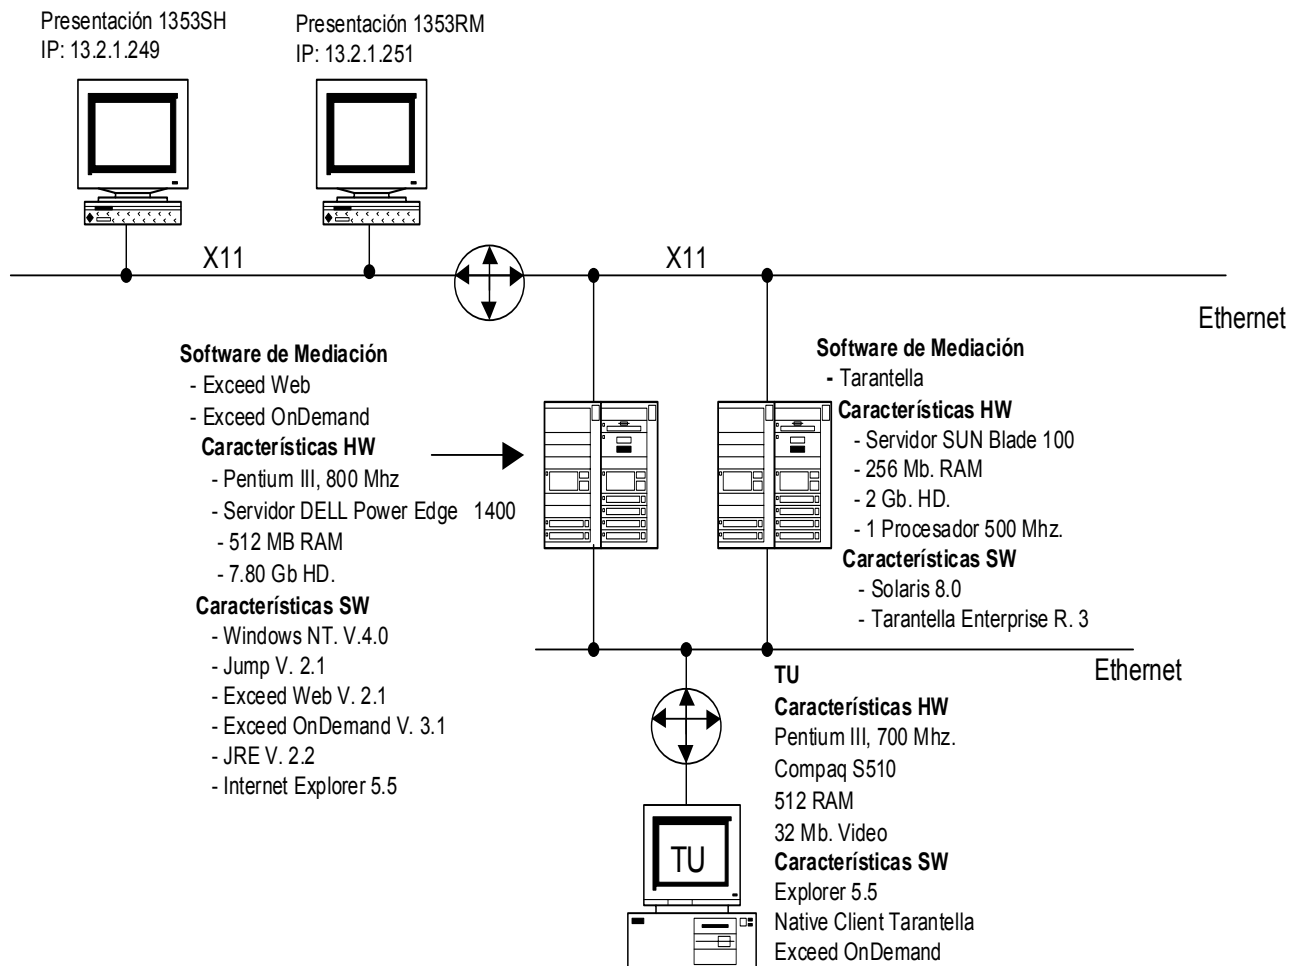 Presentación 1353SH
IP: 13.2.1.249
Presentación 1353RM
IP: 13.2.1.251
X11
X11
Ethernet
Software de Mediación
- Exceed Web
- Exceed OnDemand
Características HW
- Pentium III, 800 Mhz
- Servidor DELL Power Edge 1400
- 512 MB RAM
- 7.80 Gb HD.
Características SW
- Windows NT. V.4.0
- Jump V. 2.1
- Exceed Web V. 2.1
- Exceed OnDemand V. 3.1
- JRE V. 2.2
- Internet Explorer 5.5
Software de Mediación
- Tarantella
Características HW
- Servidor SUN Blade 100
- 256 Mb. RAM
- 2 Gb. HD.
- 1 Procesador 500 Mhz.
Características SW
- Solaris 8.0
- Tarantella Enterprise R. 3
Ethernet
TU
Características HW
Pentium III, 700 Mhz.
Compaq S510
512 RAM
32 Mb. Video
Características SW
Explorer 5.5
Native Client Tarantella
Exceed OnDemand
TU